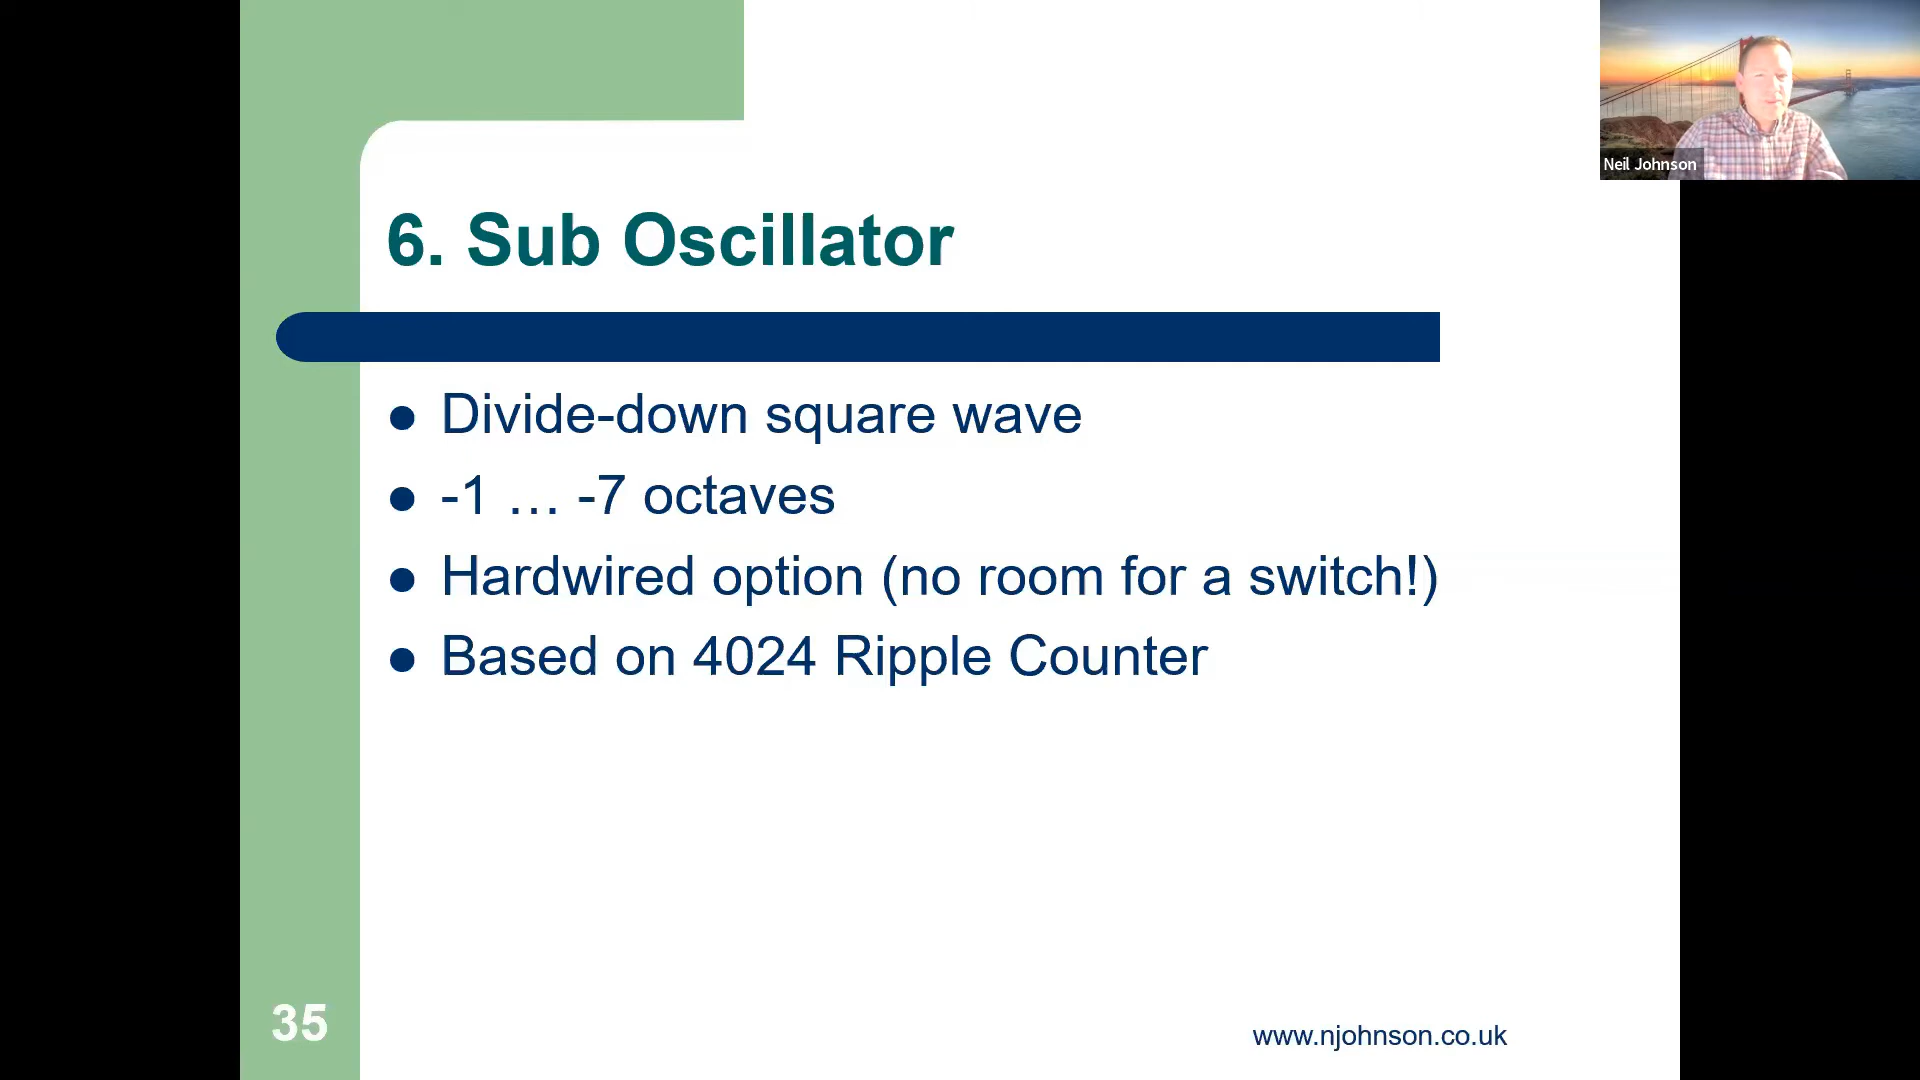 Neil Johnson
6. Sub Oscillator
Divide-down square wave
-1 … -7 octaves
Hardwired option (no room for a switch!)
Based on 4024 Ripple Counter
35
www.njohnson.co.uk